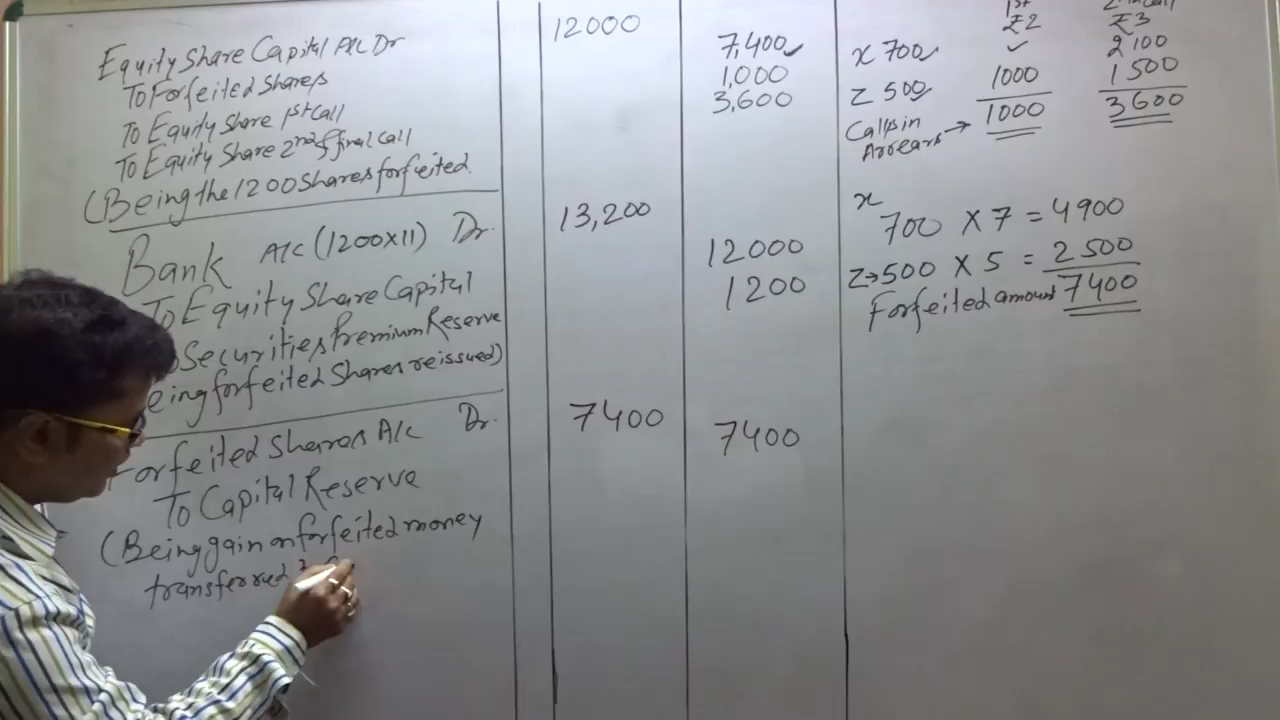 Equity Share Capital A/c Dr 12000
To Forfeited Shares 7,400
To Equity Share 1st Call 1,000
To Equity Share 2nd & final Call 3,600
(Being the 1200 Shares forfeited.
Bank A/C (1200x11) Dr. 13,200
To Equity Share Capital 12000
Securities Premium Reserve 1200
eing forfeited Shares reissued)
orfeited Shares A/c Dr. 7400
To Capital Reserve 7400
(Being gain on forfeited money
transferred
1st
₹2 ₹3
x 700 2100
Z 500 1000 1500
1000 3600
Calls in
Arrears →
x
700 x 7 = 4900
Z→500 x 5 = 2500
Forfeited amount 7400